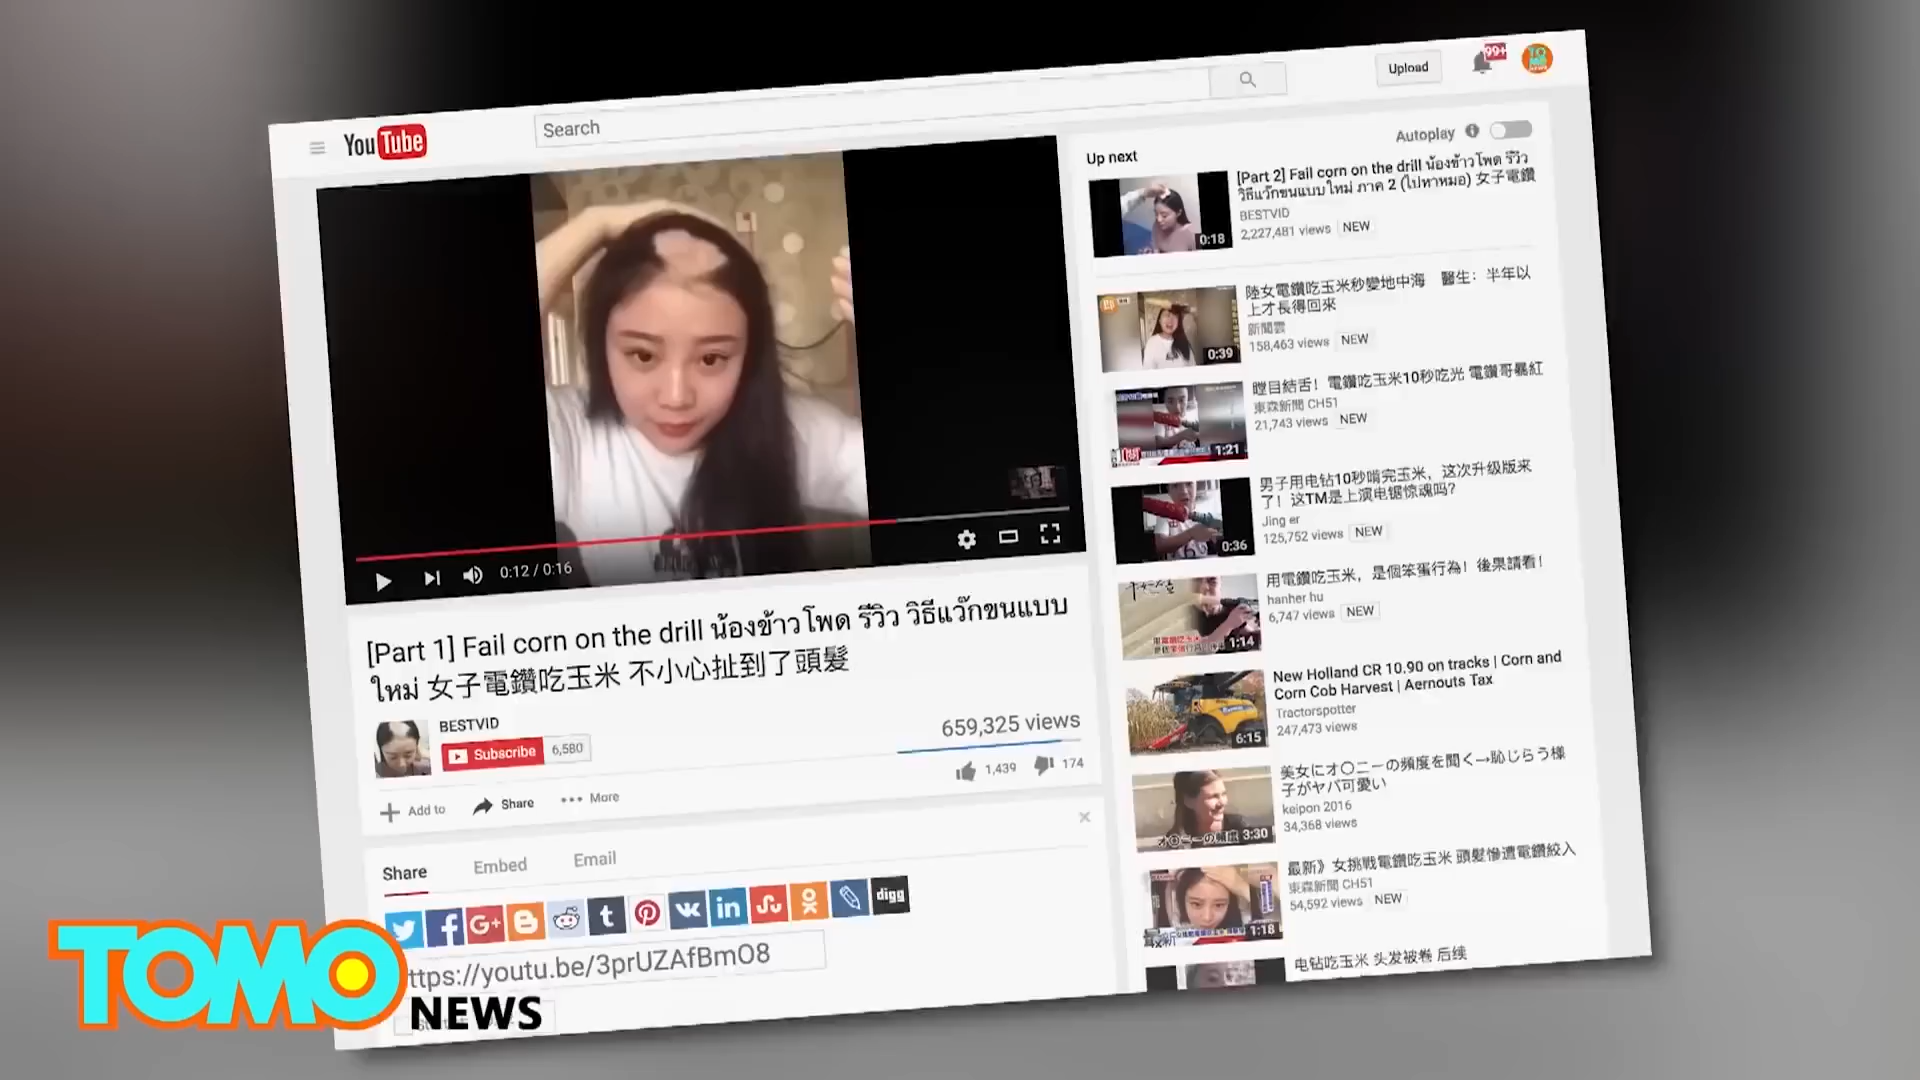 YouTube
Search
Upload
99+
Autoplay
Up next
[Part 2] Fail corn on the drill น้องข้าวโพด รีวิว
วิธีแว๊กขนแบบใหม่ ภาค 2 (ไปหาหมอ) 女子電鑽
BESTVID
2,227,481 views NEW
0:18
陸女電鑽吃玉米秒變地中海 醫生：半年以
上才長得回來
新聞雲
158,463 views NEW
0:39
瞠目結舌！電鑽吃玉米10秒吃光 電鑽哥暴紅
東森新聞 CH51
21,743 views NEW
1:21
男子用电钻10秒啃完玉米，这次升级版来
了！这TM是上演电锯惊魂吗？
Jing er
125,752 views NEW
0:36
用電鑽吃玉米，是個笨蛋行為！後果請看！
hanher hu
6,747 views NEW
1:14
New Holland CR 10.90 on tracks | Corn and
Corn Cob Harvest | Aernouts Tax
Tractorspotter
247,473 views
6:15
美女にオ〇ニーの頻度を聞く→恥じらう様
子がヤバ可愛い
keipon 2016
34,368 views
オ〇ニーの頻度 3:30
最新》女挑戰電鑽吃玉米 頭髮慘遭電鑽絞入
東森新聞 CH51
54,592 views NEW
1:18
电钻吃玉米 头发被卷 后续
0:12 / 0:16
[Part 1] Fail corn on the drill น้องข้าวโพด รีวิว วิธีแว๊กขนแบบ
ใหม่ 女子電鑽吃玉米 不小心扯到了頭髮
BESTVID
Subscribe 6,580
659,325 views
1,439 174
Add to Share More
Share Embed Email
digg
ttps://youtu.be/3prUZAfBmO8
TOMO
NEWS